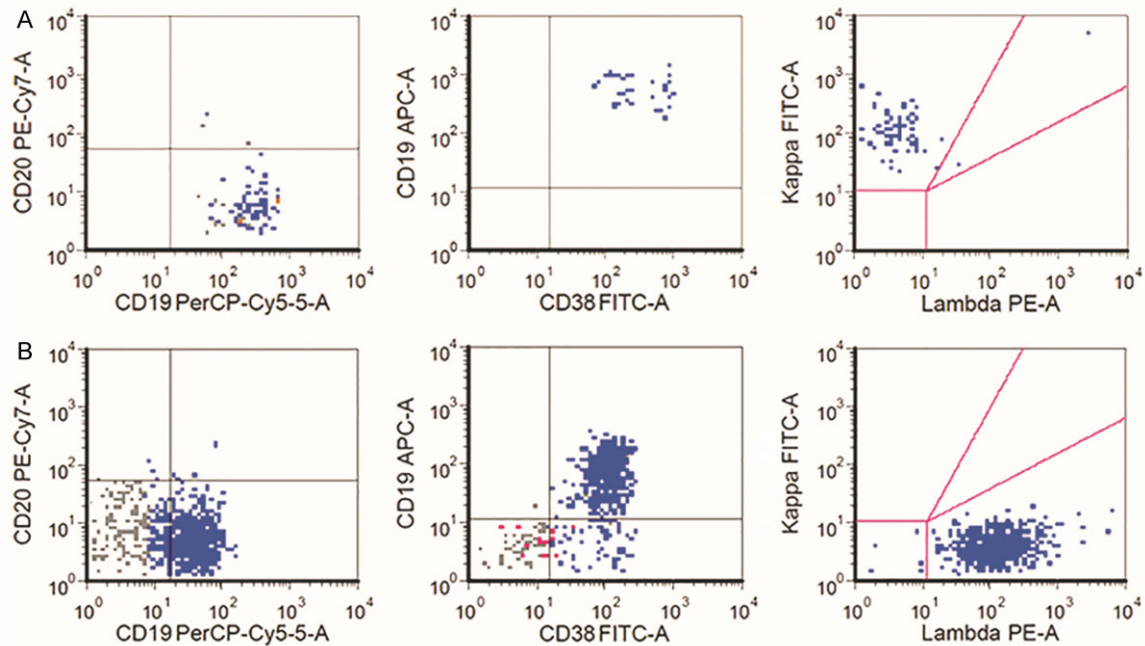 A
CD20 PE-Cy7-A
10^4
10^3
10^2
10^1
10^0
10^0 10^1 10^2 10^3 10^4
CD19 PerCP-Cy5-5-A
CD19 APC-A
10^4
10^3
10^2
10^1
10^0
10^0 10^1 10^2 10^3 10^4
CD38 FITC-A
Kappa FITC-A
10^4
10^3
10^2
10^1
10^0
10^0 10^1 10^2 10^3 10^4
Lambda PE-A
B
CD20 PE-Cy7-A
10^4
10^3
10^2
10^1
10^0
10^0 10^1 10^2 10^3 10^4
CD19 PerCP-Cy5-5-A
CD19 APC-A
10^4
10^3
10^2
10^1
10^0
10^0 10^1 10^2 10^3 10^4
CD38 FITC-A
Kappa FITC-A
10^4
10^3
10^2
10^1
10^0
10^0 10^1 10^2 10^3 10^4
Lambda PE-A